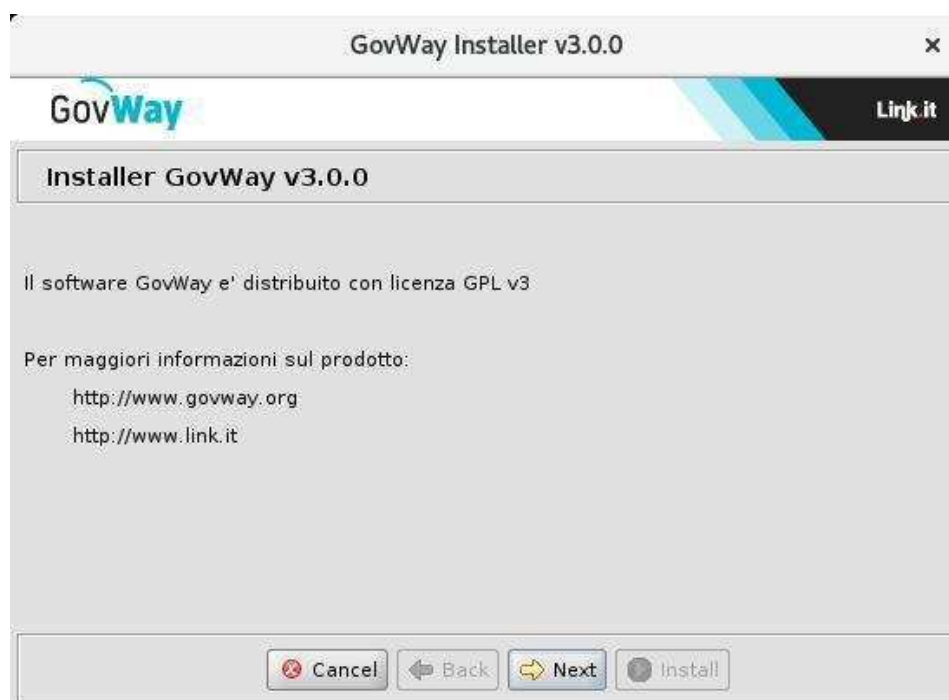 GovWay Installer v3.0.0
GovWay
Link.it
Installer GovWay v3.0.0
Il software GovWay e' distribuito con licenza GPL v3
Per maggiori informazioni sul prodotto:
http://www.govway.org
http://www.link.it
Cancel
Back
Next
Install